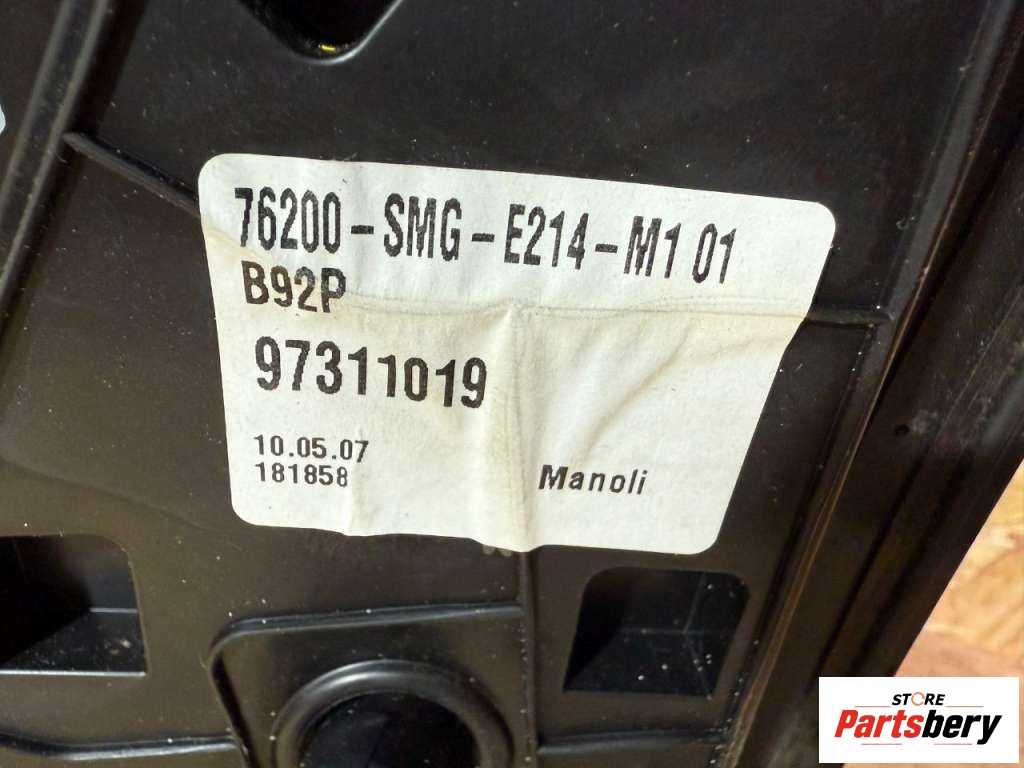 76200-SMG-E214-M1 01
B92P
97311019
10.05.07
181858
Manoli
STORE
Partsbery